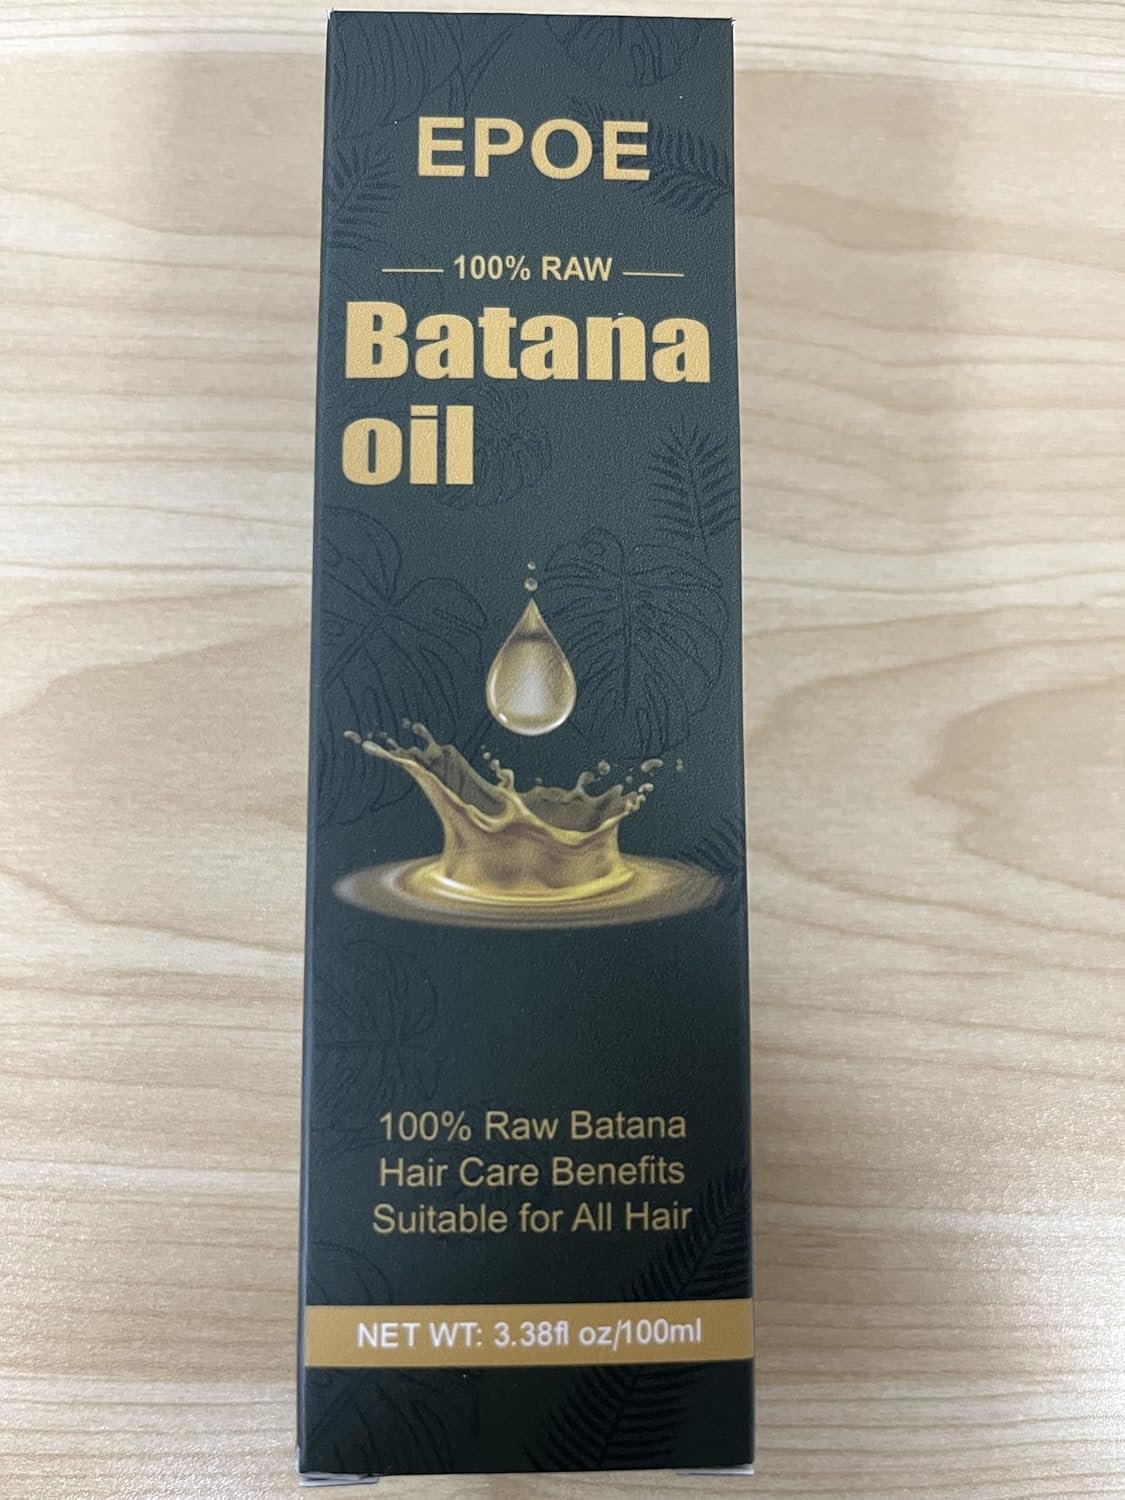 EPOE
100% RAW
Batana
oil
100% Raw Batana
Hair Care Benefits
Suitable for All Hair
NET WT: 3.38fl oz/100ml